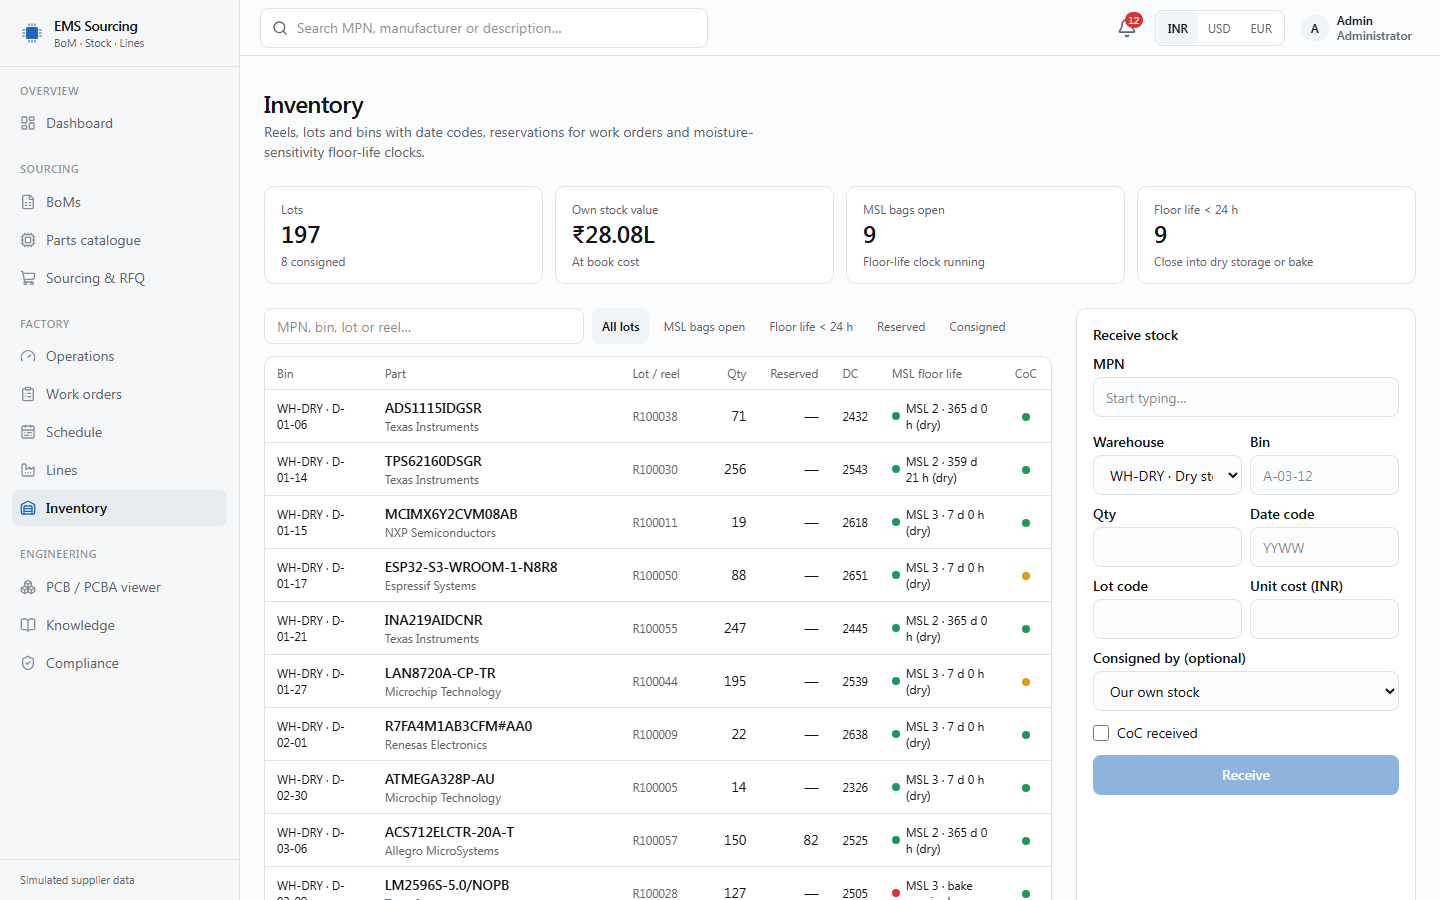 EMS Sourcing
BoM · Stock · Lines
OVERVIEW
Dashboard
SOURCING
BoMs
Parts catalogue
Sourcing & RFQ
FACTORY
Operations
Work orders
Schedule
Lines
Inventory
ENGINEERING
PCB / PCBA viewer
Knowledge
Compliance
Simulated supplier data
Search MPN, manufacturer or description...
12
INR USD EUR
A
Admin
Administrator
Inventory
Reels, lots and bins with date codes, reservations for work orders and moisture-
sensitivity floor-life clocks.
Lots
197
8 consigned
Own stock value
₹28.08L
At book cost
MSL bags open
9
Floor-life clock running
Floor life < 24 h
9
Close into dry storage or bake
MPN, bin, lot or reel...
All lots MSL bags open Floor life < 24 h Reserved Consigned
Bin Part Lot / reel Qty Reserved DC MSL floor life CoC
WH-DRY · D-
01-06
ADS1115IDGSR
Texas Instruments
R100038 71 — 2432
MSL 2 · 365 d 0
h (dry)
WH-DRY · D-
01-14
TPS62160DSGR
Texas Instruments
R100030 256 — 2543
MSL 2 · 359 d
21 h (dry)
WH-DRY · D-
01-15
MCIMX6Y2CVM08AB
NXP Semiconductors
R100011 19 — 2618
MSL 3 · 7 d 0 h
(dry)
WH-DRY · D-
01-17
ESP32-S3-WROOM-1-N8R8
Espressif Systems
R100050 88 — 2651
MSL 3 · 7 d 0 h
(dry)
WH-DRY · D-
01-21
INA219AIDCNR
Texas Instruments
R100055 247 — 2445
MSL 2 · 365 d 0
h (dry)
WH-DRY · D-
01-27
LAN8720A-CP-TR
Microchip Technology
R100044 195 — 2539
MSL 3 · 7 d 0 h
(dry)
WH-DRY · D-
02-01
R7FA4M1AB3CFM#AA0
Renesas Electronics
R100009 22 — 2638
MSL 3 · 7 d 0 h
(dry)
WH-DRY · D-
02-30
ATMEGA328P-AU
Microchip Technology
R100005 14 — 2326
MSL 3 · 7 d 0 h
(dry)
WH-DRY · D-
03-06
ACS712ELCTR-20A-T
Allegro MicroSystems
R100057 150 82 2525
MSL 2 · 365 d 0
h (dry)
WH-DRY · D-
LM2596S-5.0/NOPB
R100028 127 — 2505
MSL 3 · bake
Receive stock
MPN
Start typing...
Warehouse Bin
WH-DRY · Dry st A-03-12
Qty Date code
YYWW
Lot code Unit cost (INR)
Consigned by (optional)
Our own stock
CoC received
Receive